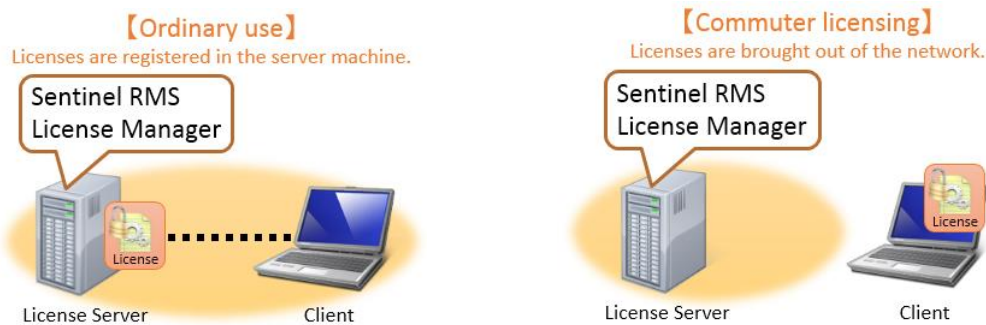 【Ordinary use】
Licenses are registered in the server machine.
Sentinel RMS
License Manager
License
License Server
Client
【Commuter licensing】
Licenses are brought out of the network.
Sentinel RMS
License Manager
License
License Server
Client